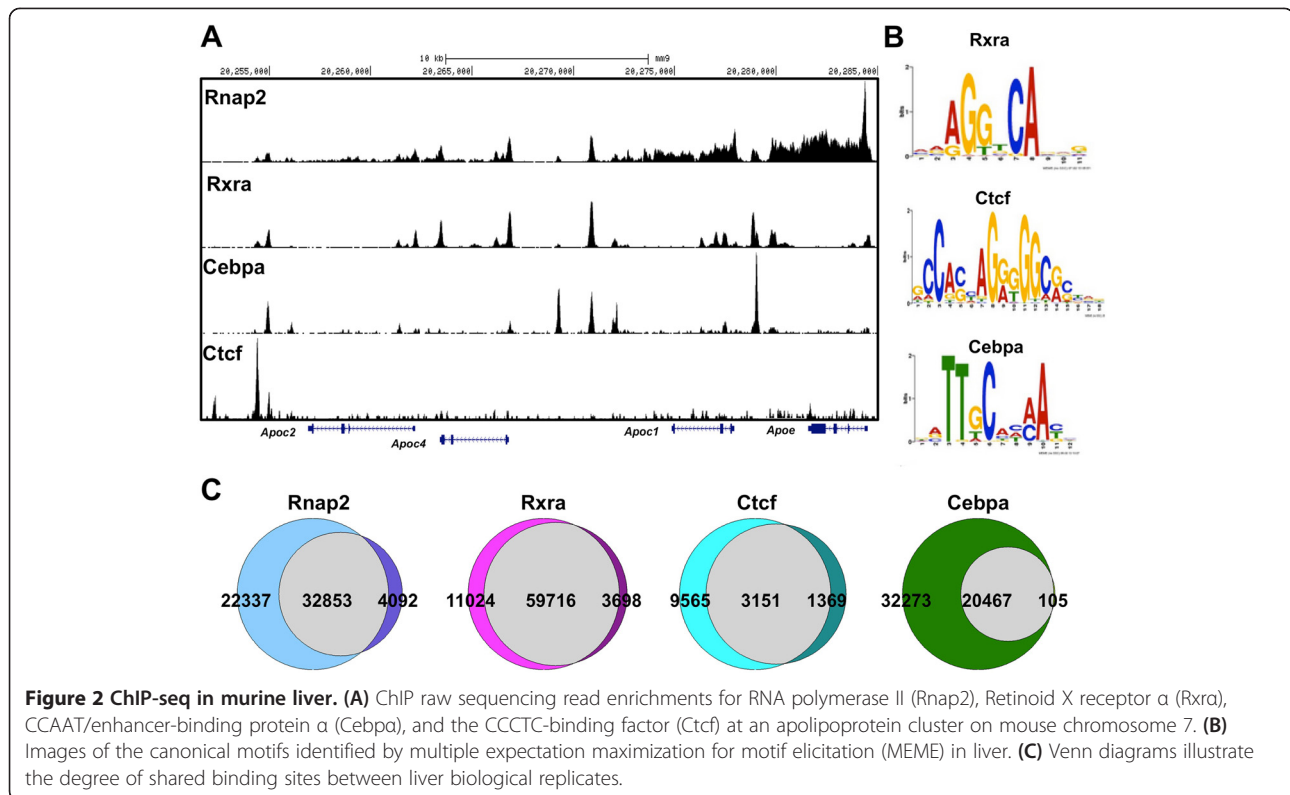 A
10 kb mm9
20,255,000 20,260,000 20,265,000 20,270,000 20,275,000 20,280,000 20,285,000
Rnap2
Rxra
Cebpa
Ctcf
Apoc2 Apoc4 Apoc1 Apoe
B
Rxra
bits
Ctcf
bits
Cebpa
bits
C
Rnap2 Rxra Ctcf Cebpa
22337 32853 4092 11024 59716 3698 9565 3151 1369 32273 20467 105
Figure 2 ChIP-seq in murine liver. (A) ChIP raw sequencing read enrichments for RNA polymerase II (Rnap2), Retinoid X receptor α (Rxrα),
CCAAT/enhancer-binding protein α (Cebpα), and the CCCTC-binding factor (Ctcf) at an apolipoprotein cluster on mouse chromosome 7. (B)
Images of the canonical motifs identified by multiple expectation maximization for motif elicitation (MEME) in liver. (C) Venn diagrams illustrate
the degree of shared binding sites between liver biological replicates.